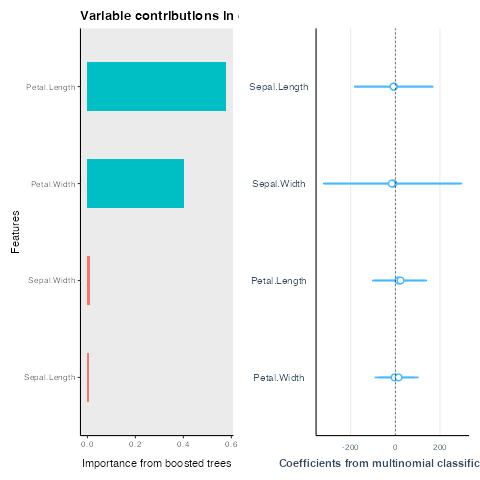 Variable contributions in
Features
Petal.Length
Petal.Width
Sepal.Width
Sepal.Length
0.0 0.2 0.4 0.6
Importance from boosted trees
Sepal.Length
Sepal.Width
Petal.Length
Petal.Width
-200 0 200
Coefficients from multinomial classific